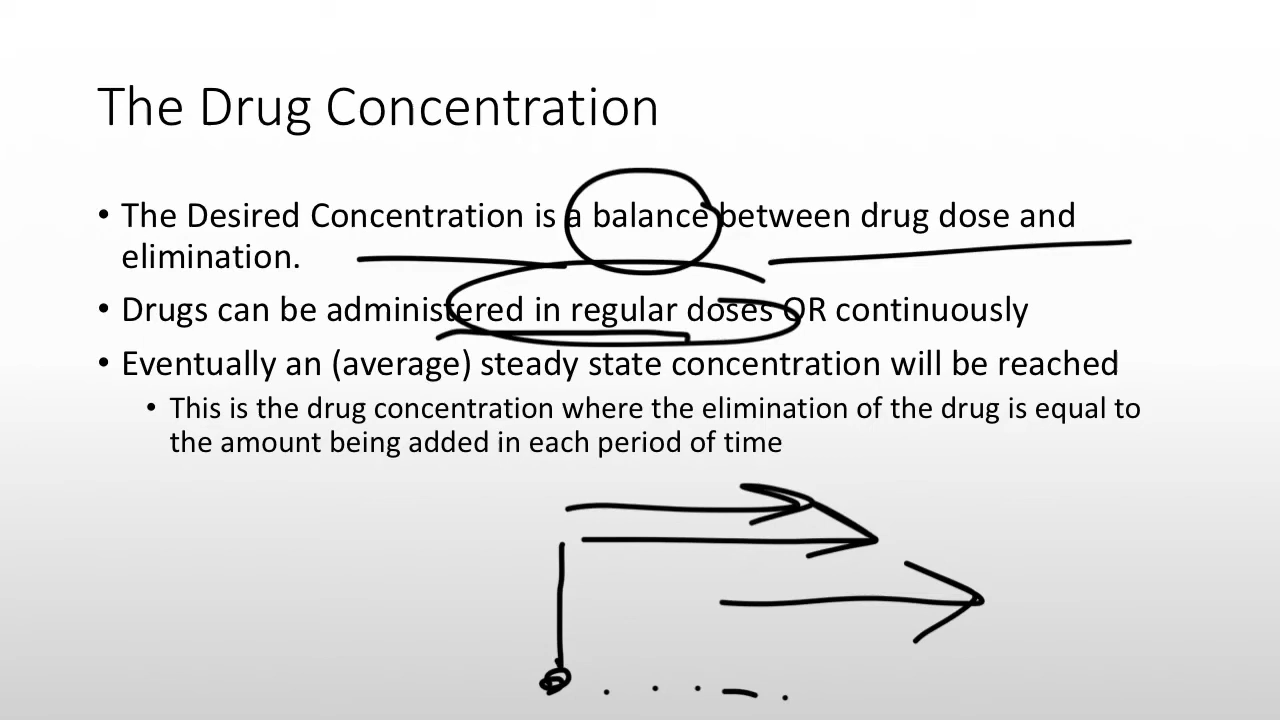 The Drug Concentration
• The Desired Concentration is a balance between drug dose and
elimination.
• Drugs can be administered in regular doses OR continuously
• Eventually an (average) steady state concentration will be reached
• This is the drug concentration where the elimination of the drug is equal to
the amount being added in each period of time